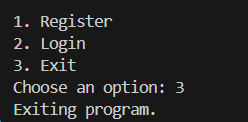 1. Register
2. Login
3. Exit
Choose an option: 3
Exiting program.